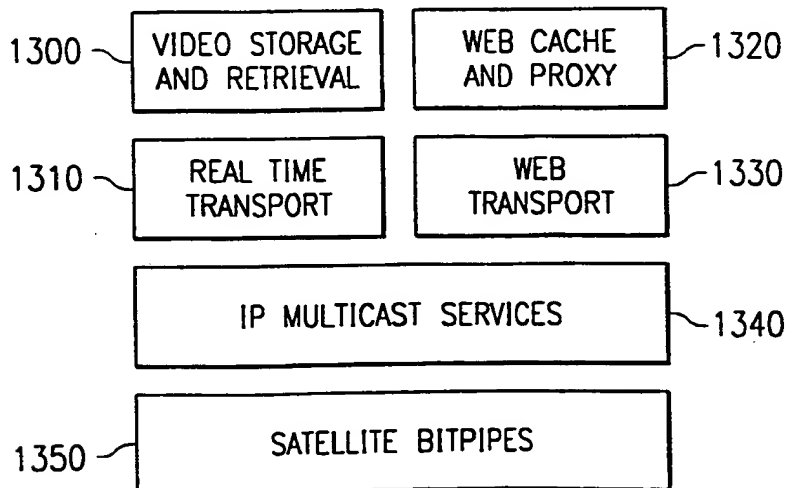 1300
VIDEO STORAGE
AND RETRIEVAL
WEB CACHE
AND PROXY
1320
1310
REAL TIME
TRANSPORT
WEB
TRANSPORT
1330
IP MULTICAST SERVICES
1340
SATELLITE BITPIPES
1350